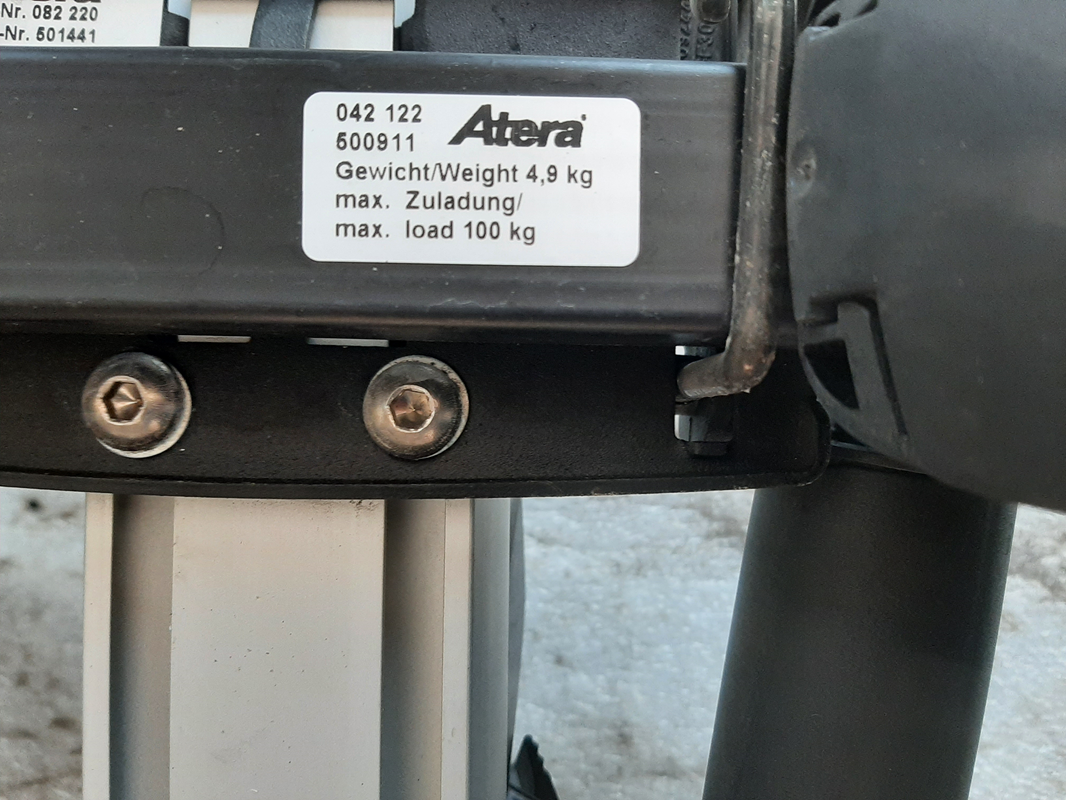 Nr. 082 220
-Nr. 501441
042 122 Atera
500911
Gewicht/Weight 4,9 kg
max. Zuladung/
max. load 100 kg